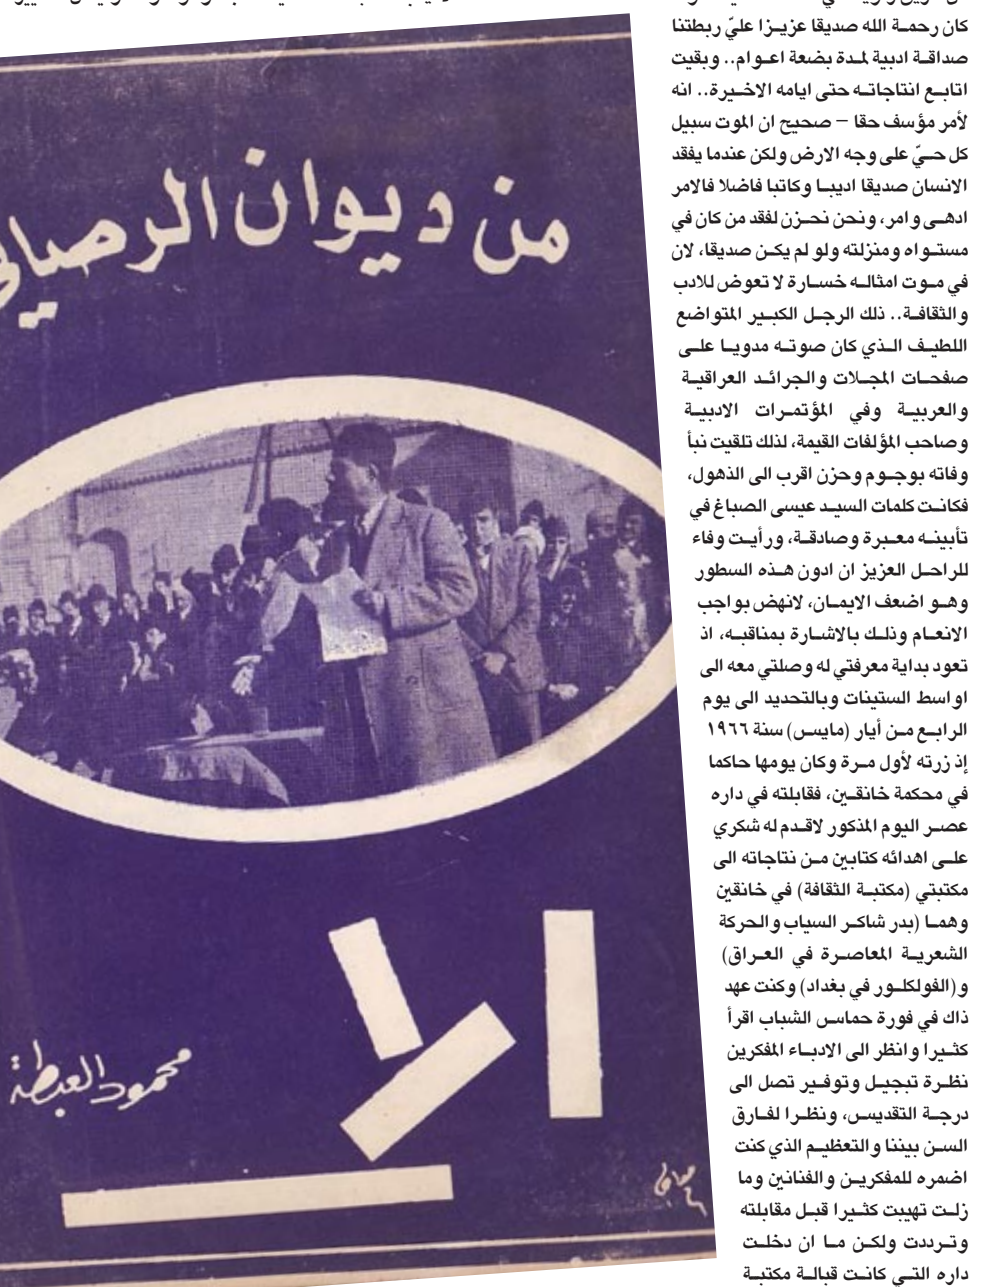 كان رحمة الله صديقا عزيزا عليّ ربطتنا
صداقة ادبية لمدة بضعة اعوام.. وبقيت
اتابع انتاجاته حتى ايامه الاخيرة.. انه
لأمر مؤسف حقا – صحيح ان الموت سبيل
كل حيّ على وجه الارض ولكن عندما يفقد
الانسان صديقا اديبا وكاتبا فاضلا فالامر
ادهى وامر، ونحن نحزن لفقد من كان في
مستواه ومنزلته ولو لم يكن صديقا، لان
في موت امثاله خسارة لا تعوض للادب
والثقافة.. ذلك الرجل الكبير المتواضع
اللطيف الذي كان صوته مدويا على
صفحات المجلات والجرائد العراقية
والعربية وفي المؤتمرات الادبية
وصاحب المؤلفات القيمة، لذلك تلقيت نبأ
وفاته بوجوم وحزن اقرب الى الذهول،
فكانت كلمات السيد عيسى الصباغ في
تأبينه معبرة وصادقة، ورأيت وفاء
للراحل العزيز ان ادون هذه السطور
وهو اضعف الايمان، لانهض بواجب
الانعام وذلك بالاشارة بمناقبه، اذ
تعود بداية معرفتي له وصلتي معه الى
اواسط الستينات وبالتحديد الى يوم
الرابع من أيار (مايس) سنة ١٩٦٦
إذ زرته لأول مرة وكان يومها حاكما
في محكمة خانقين، فقابلته في داره
عصر اليوم المذكور لاقدم له شكري
على اهدائه كتابين من نتاجاته الى
مكتبتي (مكتبة الثقافة) في خانقين
وهما (بدر شاكر السياب والحركة
الشعرية المعاصرة في العراق)
و(الفولكلور في بغداد) وكنت عهد
ذاك في فورة حماس الشباب اقرأ
كثيرا وانظر الى الادباء المفكرين
نظرة تبجيل وتوفير تصل الى
درجة التقديس، ونظرا لفارق
السن بيننا والتعظيم الذي كنت
اضمره للمفكرين والفنانين وما
زلت تهيبت كثيرا قبل مقابلته
وترددت ولكن ما ان دخلت
داره التي كانت قبالة مكتبة
من ديوان الرصافي
محمود العبطة